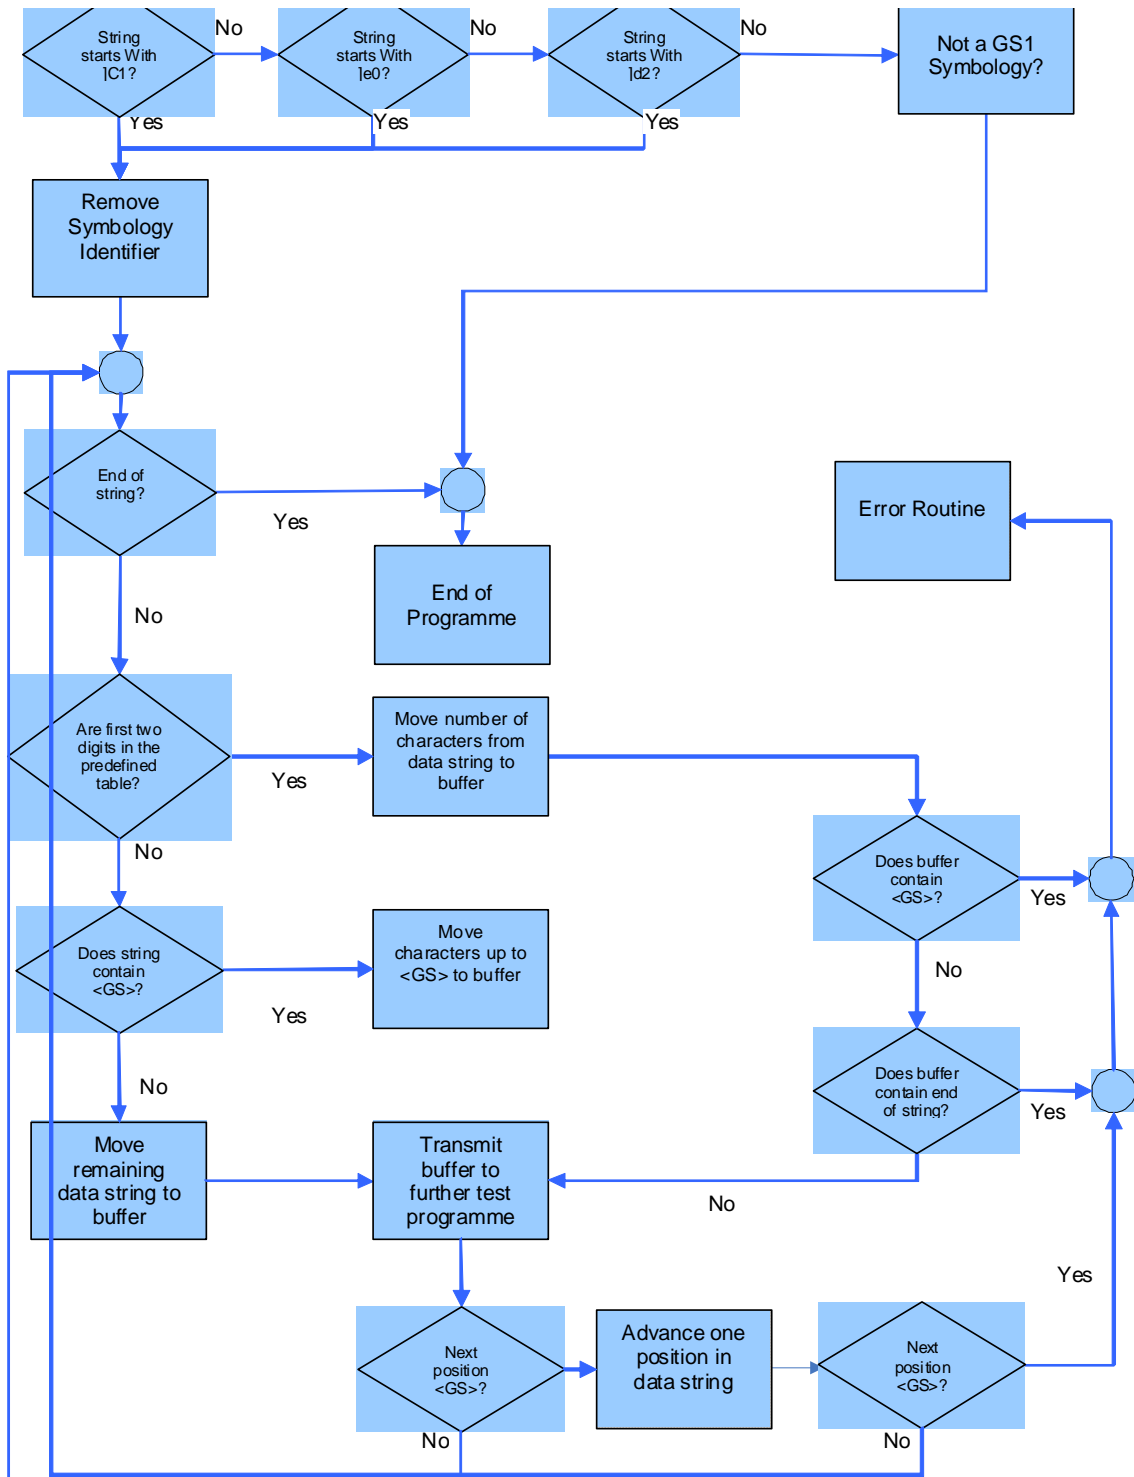 No
No
No
String
starts With
]C1?
String
starts With
]e0?
String
starts With
]d2?
Not a GS1
Symbology?
Yes
Yes
Yes
Remove
Symbology
Identifier
End of
string?
Yes
Error Routine
End of
Programme
No
Are first two
digits in the
predefined
table?
Yes
Move number of
characters from
data string to
buffer
No
Does buffer
contain
<GS>?
Yes
Does string
contain
<GS>?
Yes
Move
characters up to
<GS> to buffer
No
No
Does buffer
contain end
of string?
Yes
Move
remaining
data string to
buffer
Transmit
buffer to
further test
programme
No
Yes
Next
position
<GS>?
Advance one
position in
data string
Next
position
<GS>?
No
No